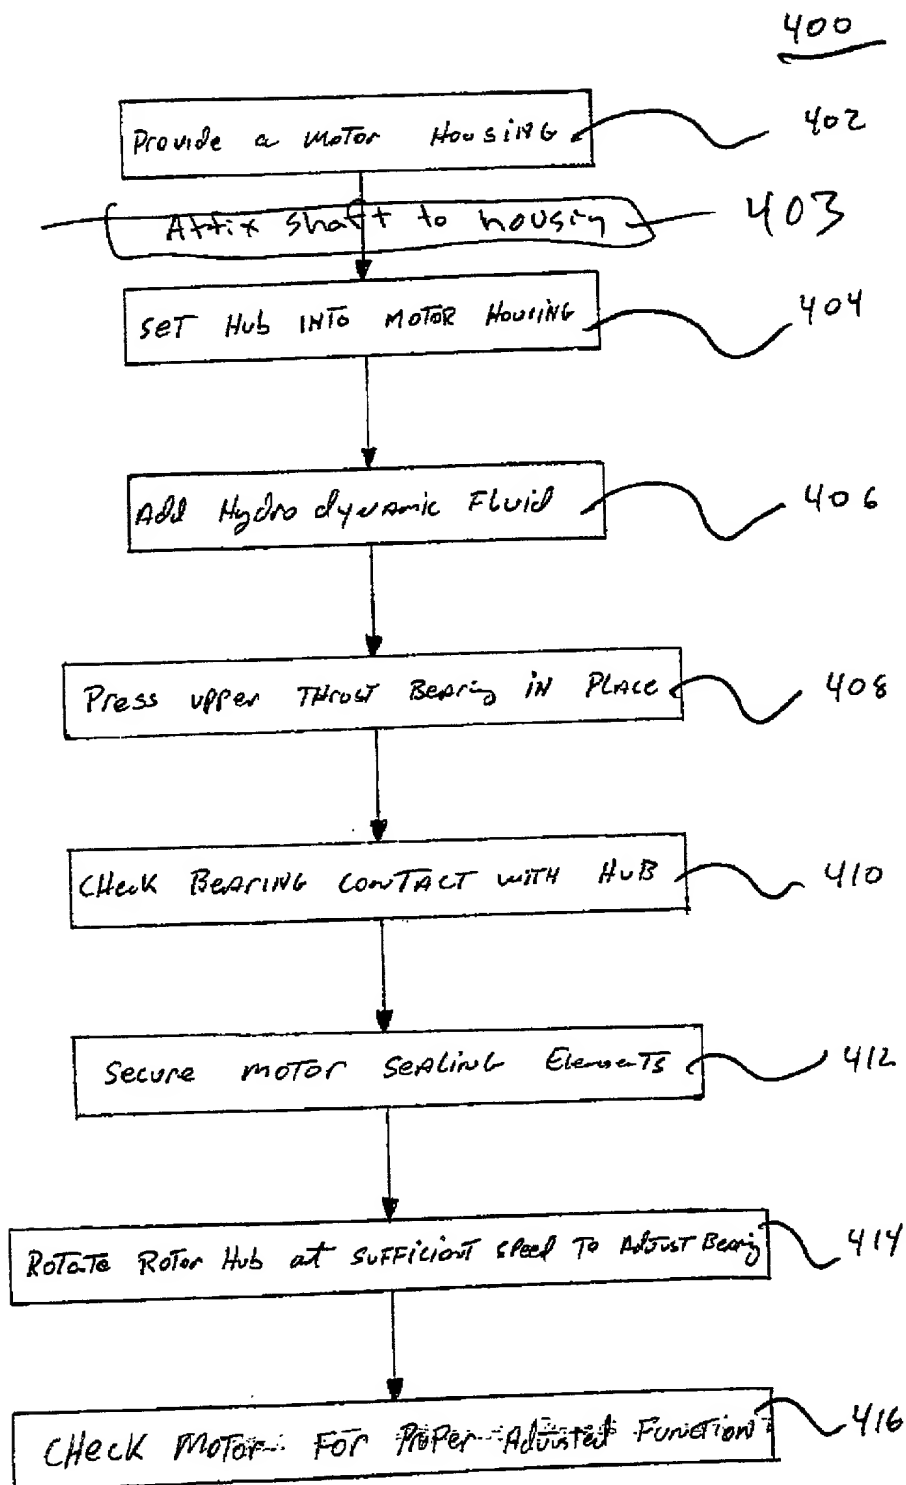 400
Provide a Motor Housing 402
Affix shaft to housin 403
SET Hub INTO MOTOR HOUSING 404
Add Hydrodynamic Fluid 406
Press upper THrust Bearing in PLACE 408
CHecK BEARING CONTACT WITH HUB 410
Secure motor SEALING Elements 412
ROTATE ROTOR Hub at SUFFICIENT Speed To ADJUST Bearing 414
CHecK MOTOR FOR PROPER Adjusted FUNCTION 416